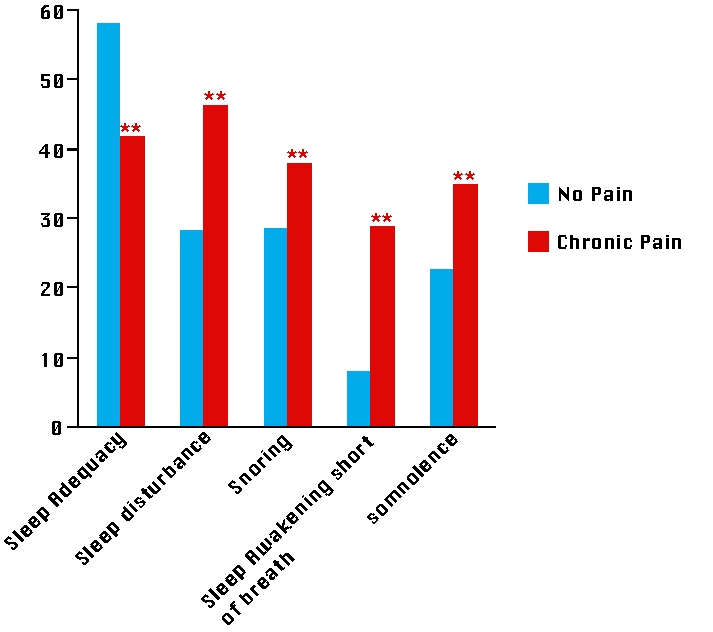 60
50
40
30
20
10
0
**
**
**
**
**
Sleep Adequacy
Sleep disturbance
Snoring
Sleep Awakening short
of breath
somnolence
No Pain
Chronic Pain